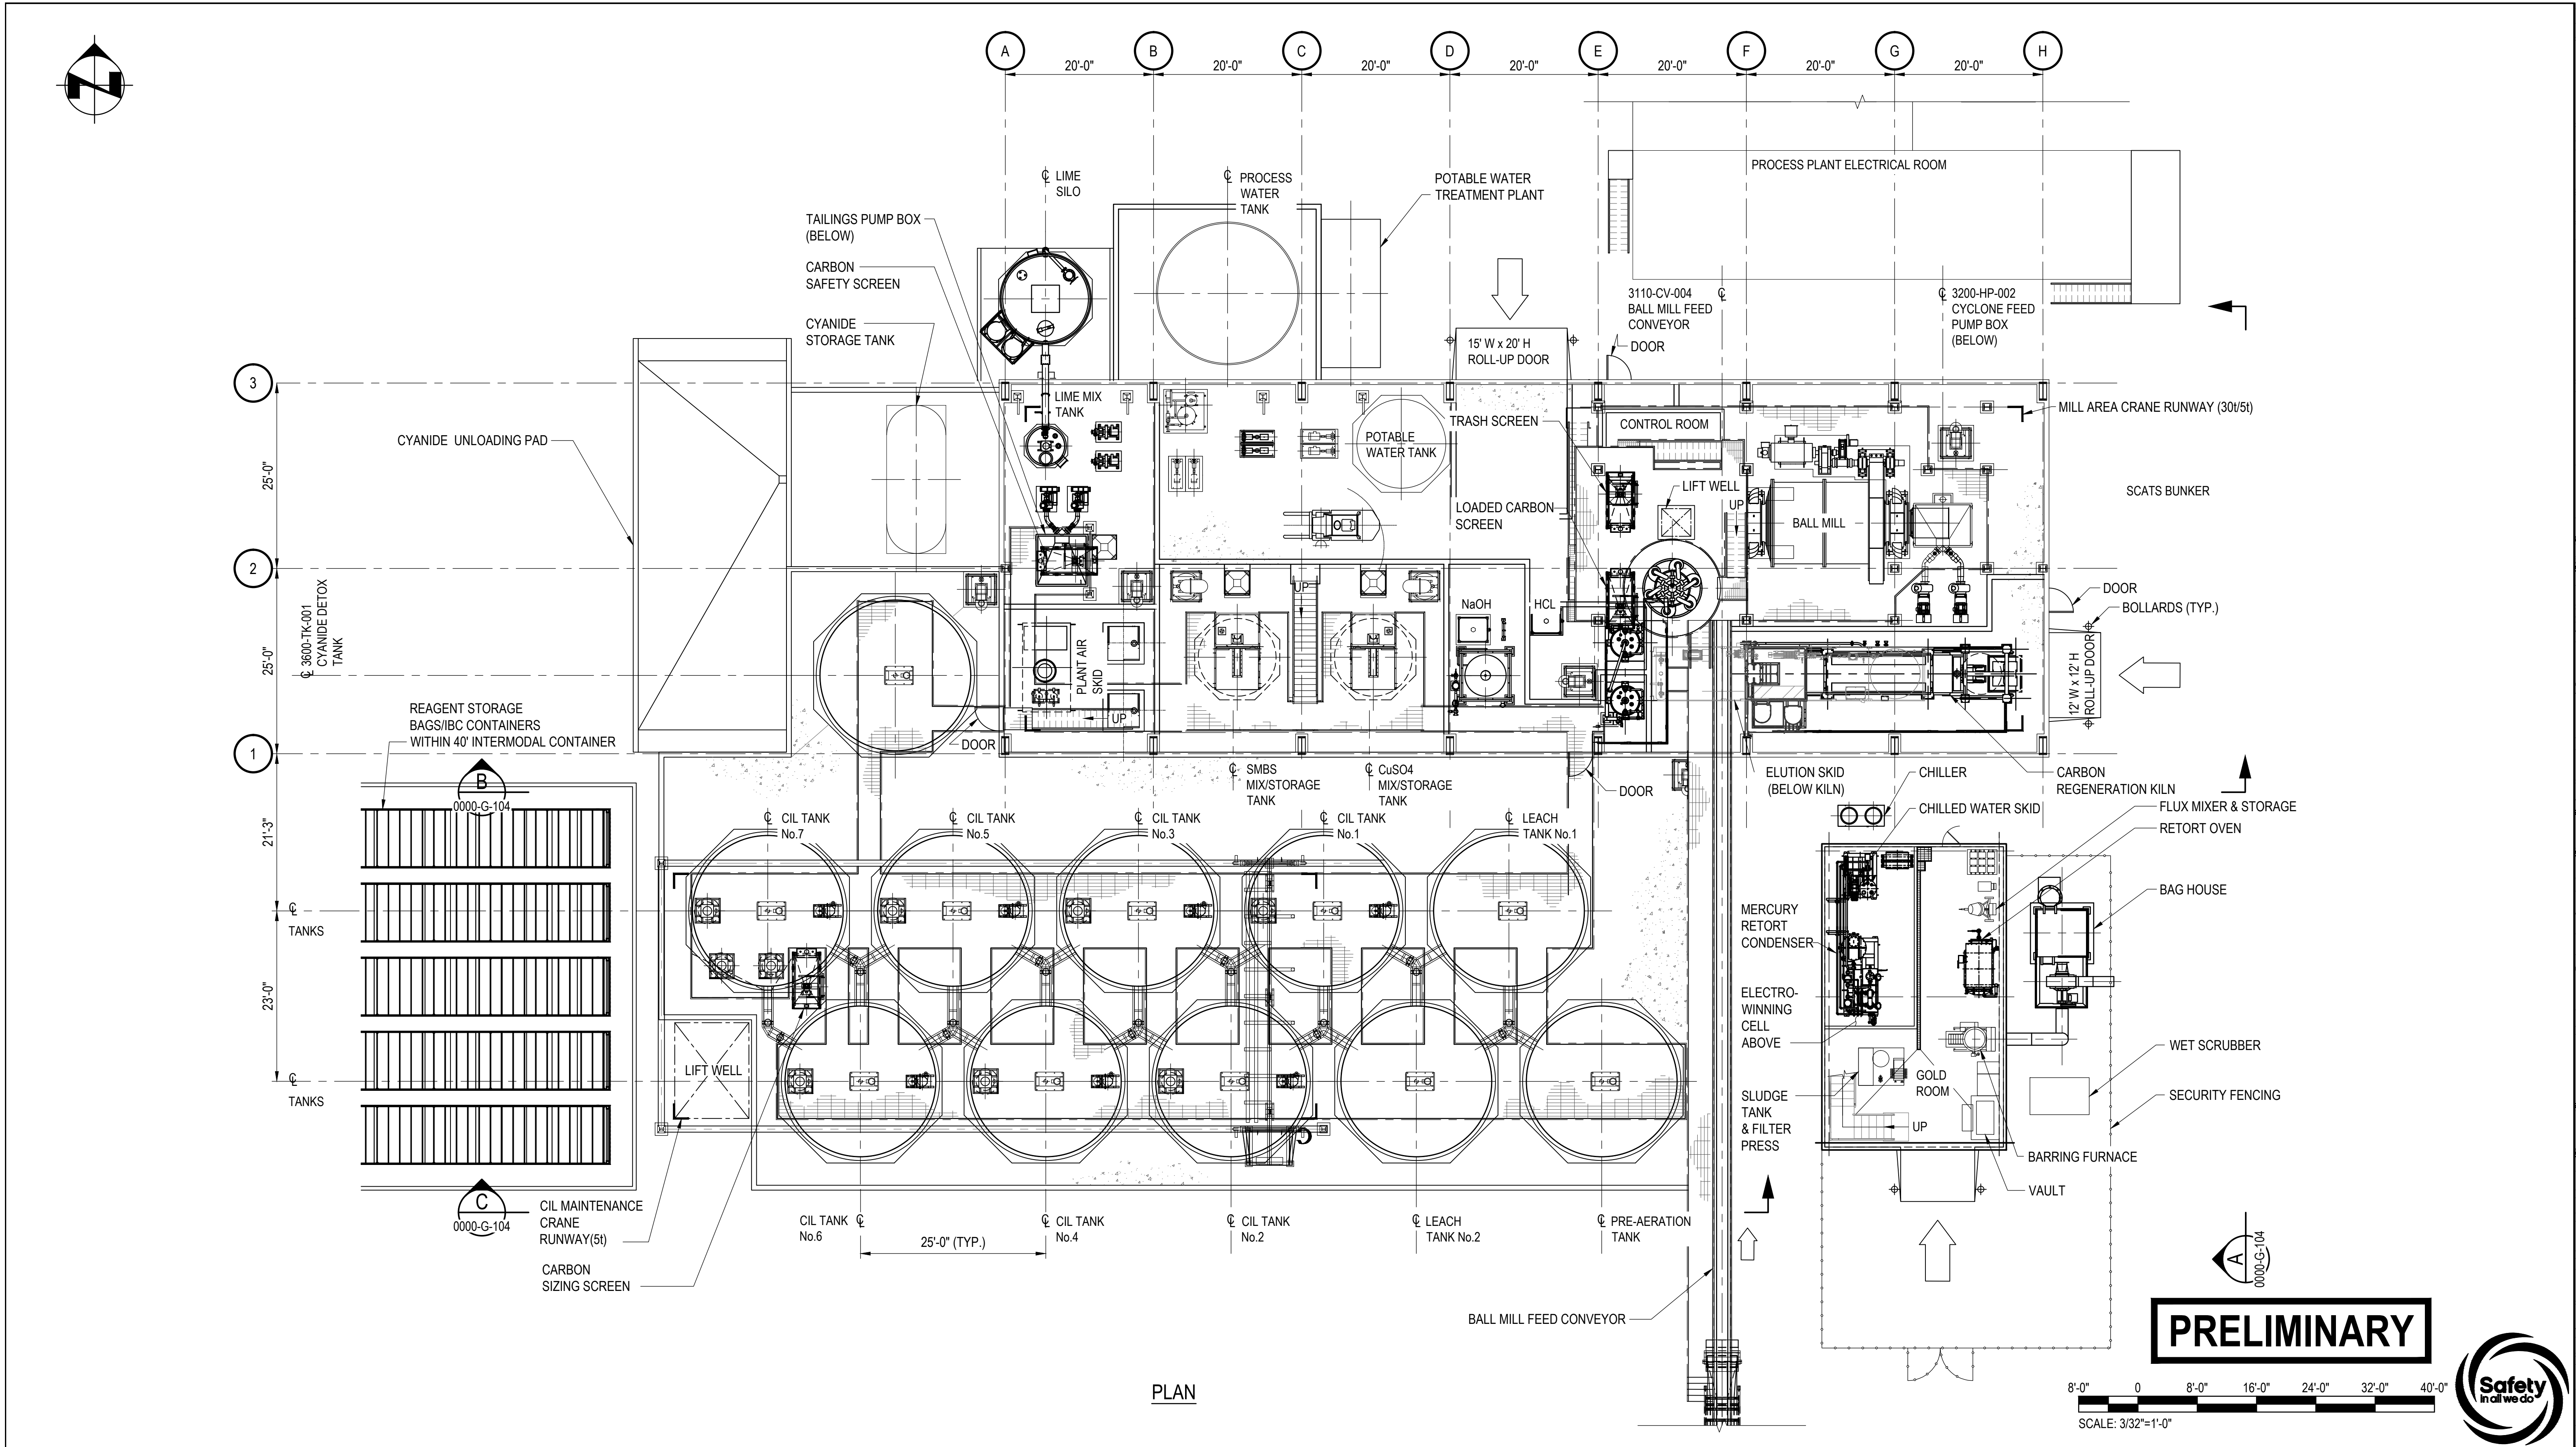 A
B
C
D
E
F
G
H
20'-0"
20'-0"
20'-0"
20'-0"
20'-0"
20'-0"
20'-0"
PROCESS PLANT ELECTRICAL ROOM
℄ LIME
SILO
℄ PROCESS
WATER
TANK
POTABLE WATER
TREATMENT PLANT
TAILINGS PUMP BOX
(BELOW)
CARBON
SAFETY SCREEN
CYANIDE
STORAGE TANK
3110-CV-004 ℄
BALL MILL FEED
CONVEYOR
℄ 3200-HP-002
CYCLONE FEED
PUMP BOX
(BELOW)
15' W x 20' H
ROLL-UP DOOR
DOOR
3
2
1
25'-0"
25'-0"
21'-3"
23'-0"
LIME MIX
TANK
POTABLE
WATER TANK
TRASH SCREEN
CONTROL ROOM
MILL AREA CRANE RUNWAY (30t/5t)
CYANIDE UNLOADING PAD
LIFT WELL
UP
BALL MILL
SCATS BUNKER
LOADED CARBON
SCREEN
℄ 3600-TK-001
CYANIDE DETOX
TANK
UP
NaOH
HCL
DOOR
BOLLARDS (TYP.)
12' W x 12' H
ROLL-UP DOOR
PLANT AIR
SKID
UP
DOOR
REAGENT STORAGE
BAGS/IBC CONTAINERS
WITHIN 40' INTERMODAL CONTAINER
B
0000-G-104
℄ SMBS
MIX/STORAGE
TANK
℄ CuSO4
MIX/STORAGE
TANK
DOOR
ELUTION SKID
(BELOW KILN)
CHILLER
CARBON
REGENERATION KILN
CHILLED WATER SKID
FLUX MIXER & STORAGE
RETORT OVEN
℄ CIL TANK
No.7
℄ CIL TANK
No.5
℄ CIL TANK
No.3
℄ CIL TANK
No.1
℄ LEACH
TANK No.1
BAG HOUSE
℄
TANKS
MERCURY
RETORT
CONDENSER
ELECTRO-
WINNING
CELL
ABOVE
WET SCRUBBER
LIFT WELL
℄
TANKS
GOLD
ROOM
SLUDGE
TANK
& FILTER
PRESS
UP
SECURITY FENCING
BARRING FURNACE
VAULT
C
0000-G-104
CIL MAINTENANCE
CRANE
RUNWAY(5t)
CARBON
SIZING SCREEN
CIL TANK ℄
No.6
25'-0" (TYP.)
℄ CIL TANK
No.4
℄ CIL TANK
No.2
℄ LEACH
TANK No.2
℄ PRE-AERATION
TANK
A
0000-G-104
BALL MILL FEED CONVEYOR
PRELIMINARY
PLAN
8'-0"
0
8'-0"
16'-0"
24'-0"
32'-0"
40'-0"
SCALE: 3/32"=1'-0"
Safety
in all we do